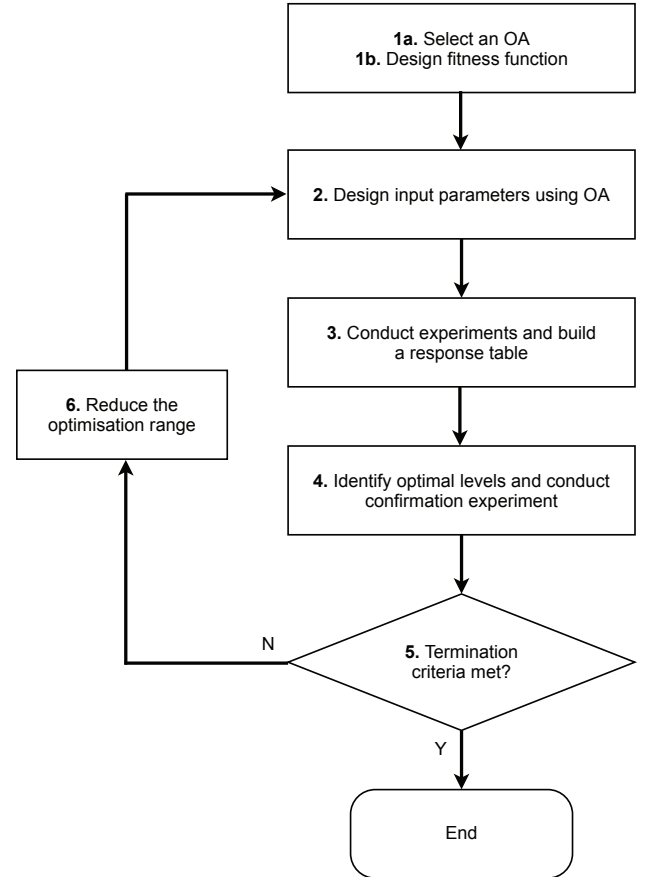 1a. Select an OA
1b. Design fitness function
2. Design input parameters using OA
3. Conduct experiments and build
a response table
6. Reduce the
optimisation range
4. Identify optimal levels and conduct
confirmation experiment
N
5. Termination
criteria met?
Y
End